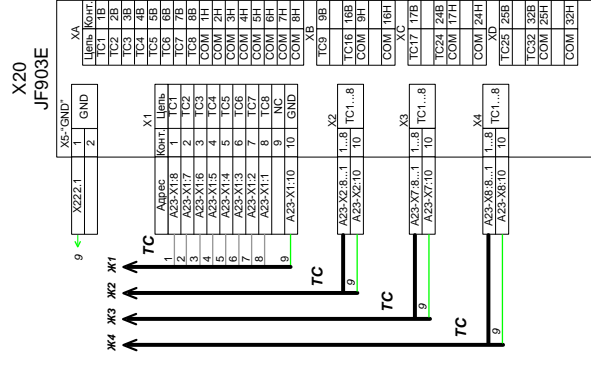 X20
JF903E
X5-"GND"
X222.1 1 GND
2
9
X1
Адрес Конт. Цепь
1 A23-X1:8 1 TC1
2 A23-X1:7 2 TC2
3 A23-X1:6 3 TC3
4 A23-X1:5 4 TC4
5 A23-X1:4 5 TC5
6 A23-X1:3 6 TC6
7 A23-X1:2 7 TC7
8 A23-X1:1 8 TC8
9 NC
9 A23-X1:10 10 GND
X2
A23-X2:8...1 1...8 TC1...8
9 A23-X2:10 10
X3
A23-X7:8...1 1...8 TC1...8
9 A23-X7:10 10
X4
A23-X8:8...1 1...8 TC1...8
9 A23-X8:10 10
Ж1 TC
Ж2 TC
Ж3 TC
Ж4 TC
XA
Цепь Конт.
TC1 1B
TC2 2B
TC3 3B
TC4 4B
TC5 5B
TC6 6B
TC7 7B
TC8 8B
COM 1H
COM 2H
COM 3H
COM 4H
COM 5H
COM 6H
COM 7H
COM 8H
XB
TC9 9B
TC16 16B
COM 9H
COM 16H
XC
TC17 17B
TC24 24B
COM 17H
COM 24H
XD
TC25 25B
TC32 32B
COM 25H
COM 32H